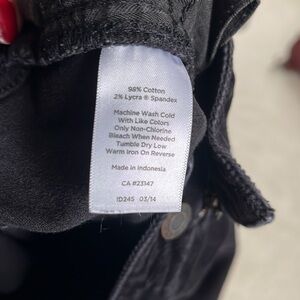 98% Cotton
2% Lycra ® Spandex
Machine Wash Cold
With Like Colors
Only Non-Chlorine
Bleach When Needed
Tumble Dry Low
Warm Iron On Reverse
Made in Indonesia
CA #23147
ID245 03/14